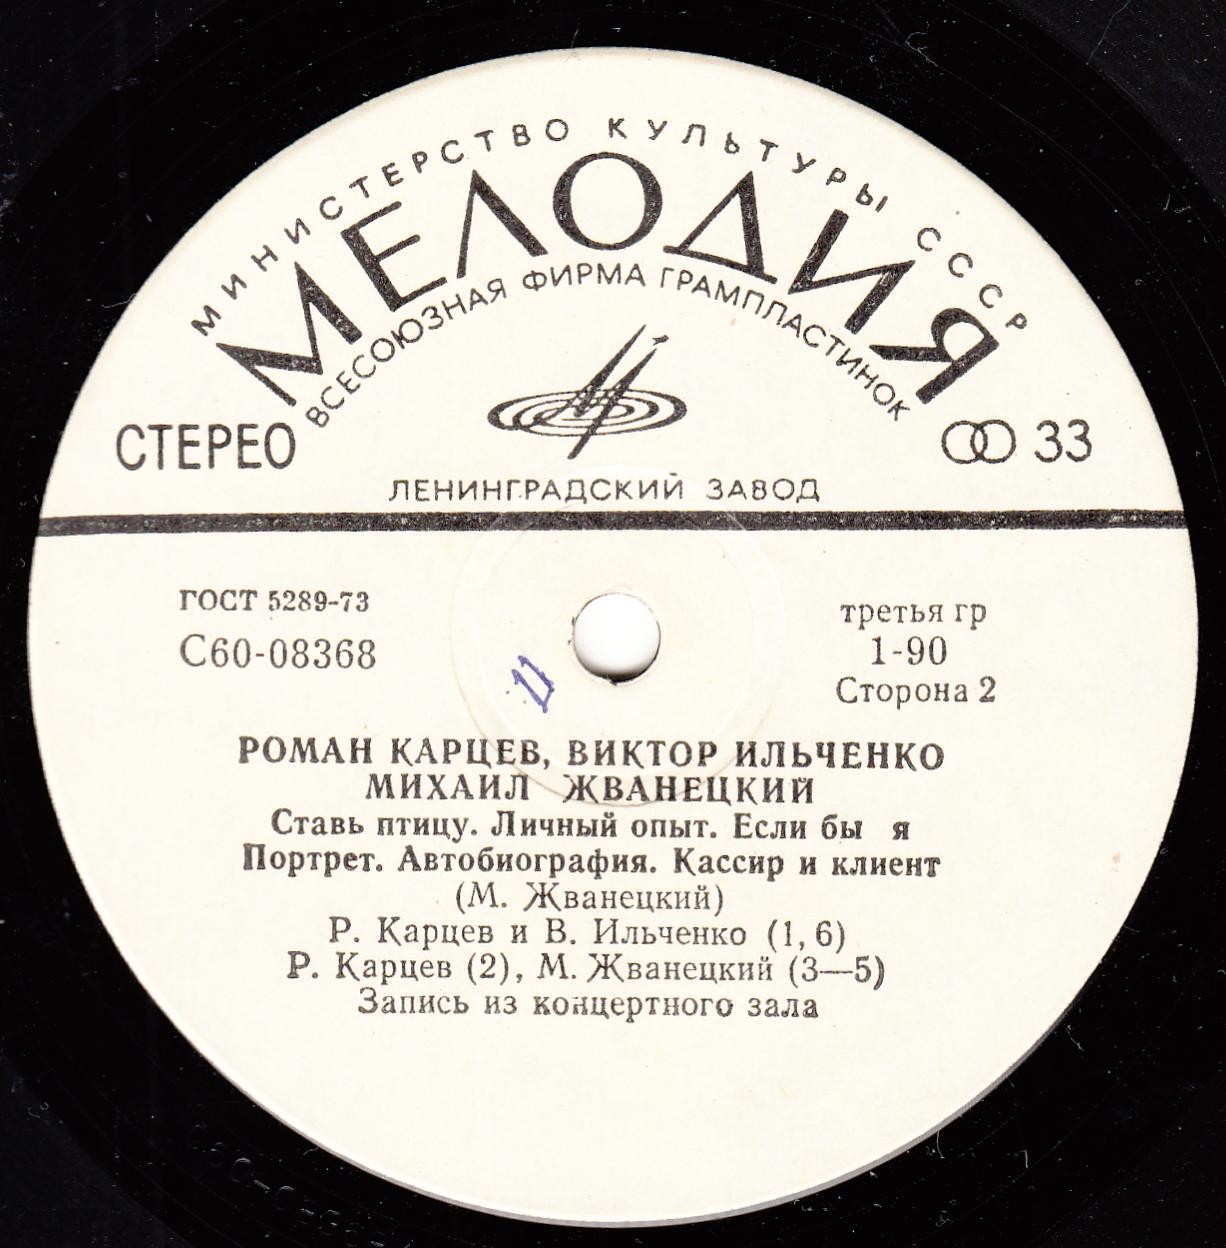 МИНИСТЕРСТВО КУЛЬТУРЫ СССР
МЕЛОДИЯ
ВСЕСОЮЗНАЯ ФИРМА ГРАМПЛАСТИНОК
СТЕРЕО
33
ЛЕНИНГРАДСКИЙ ЗАВОД
ГОСТ 5289-73
С60-08368
третья гр
1-90
Сторона 2
11
РОМАН КАРЦЕВ, ВИКТОР ИЛЬЧЕНКО
МИХАИЛ ЖВАНЕЦКИЙ
Ставь птицу. Личный опыт. Если бы я
Портрет. Автобиография. Кассир и клиент
(М. Жванецкий)
Р. Карцев и В. Ильченко (1, 6)
Р. Карцев (2), М. Жванецкий (3—5)
Запись из концертного зала